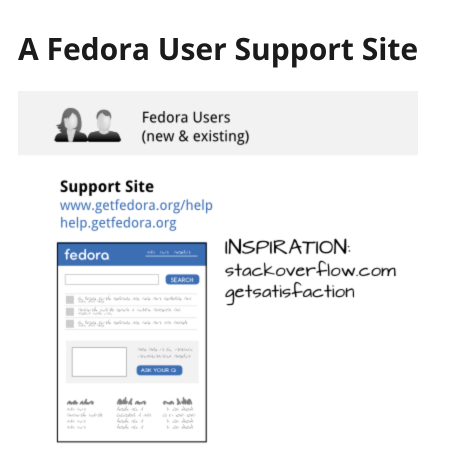 A Fedora User Support Site
Fedora Users
(new & existing)
Support Site
www.getfedora.org/help
help.getfedora.org
fedora
SEARCH
ASK YOUR Q
INSPIRATION:
stackoverflow.com
getsatisfaction